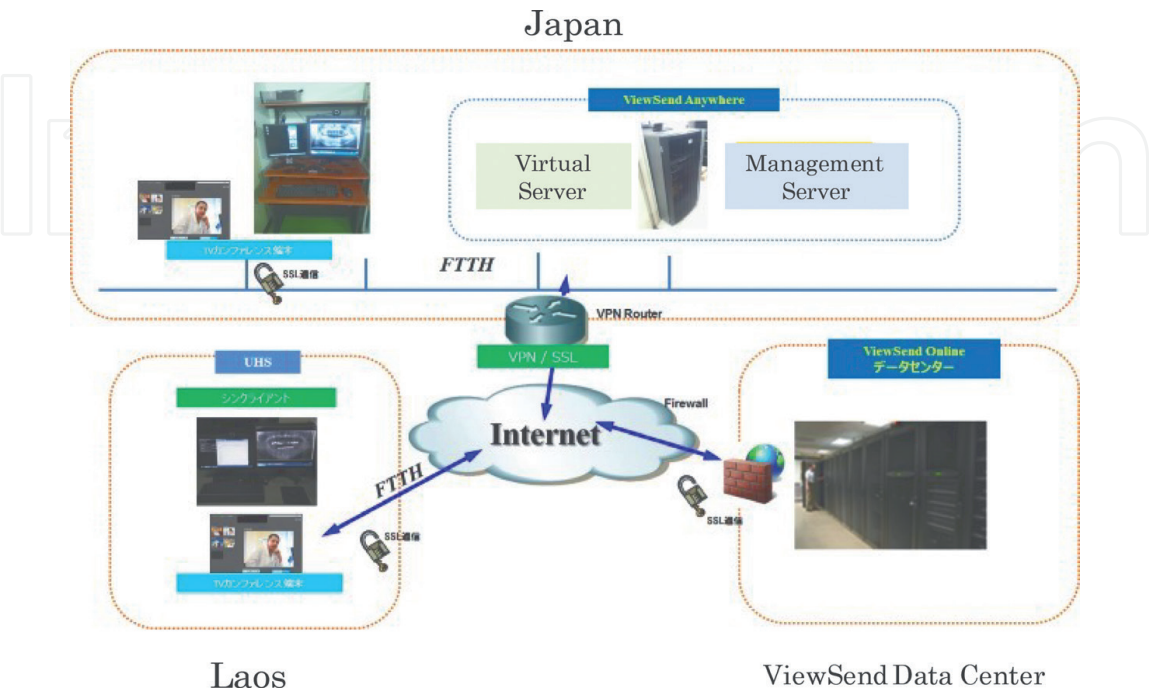 Japan
ViewSend Anywhere
Virtual
Server
Management
Server
TVカンファレンス端末
SSL通信
FTTH
VPN Router
VPN / SSL
UHS
シンクライアント
ViewSend Online
データセンター
Firewall
Internet
FTTH
SSL通信
SSL通信
TVカンファレンス端末
Laos
ViewSend Data Center